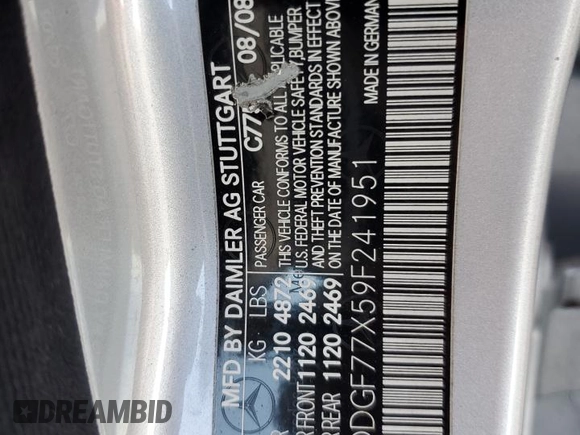 MFD BY DAIMLER AG STUTTGART
08/08
KG LBS
PASSENGER CAR
2210 4872
FRONT 1120 2469
REAR 1120 2469
THIS VEHICLE CONFORMS TO ALL APPLICABLE
U.S. FEDERAL MOTOR VEHICLE SAFETY, BUMPER
AND THEFT PREVENTION STANDARDS IN EFFECT
ON THE DATE OF MANUFACTURE SHOWN ABOVE
MADE IN GERMANY
DGF77X59F241951
DREAMBID